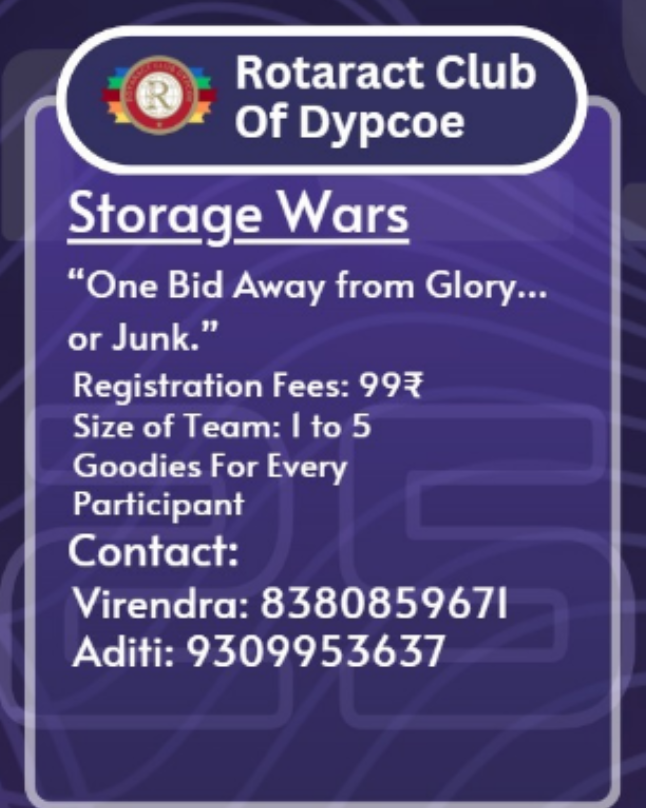 Rotaract Club
Of Dypcoe
Storage Wars
“One Bid Away from Glory...
or Junk.”
Registration Fees: 99₹
Size of Team: 1 to 5
Goodies For Every
Participant
Contact:
Virendra: 8380859671
Aditi: 9309953637